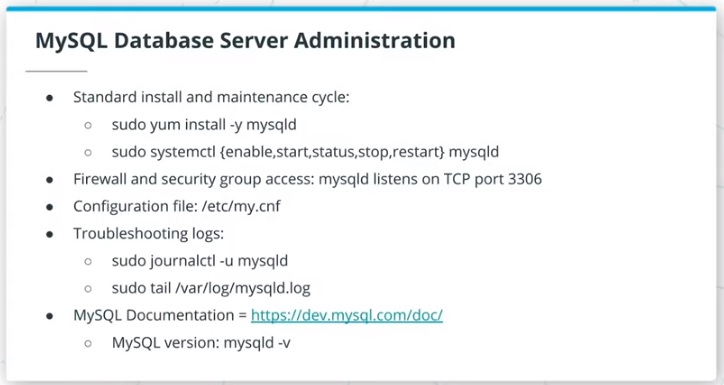 MySQL Database Server Administration
● Standard install and maintenance cycle:
○ sudo yum install -y mysqld
○ sudo systemctl {enable,start,status,stop,restart} mysqld
● Firewall and security group access: mysqld listens on TCP port 3306
● Configuration file: /etc/my.cnf
● Troubleshooting logs:
○ sudo journalctl -u mysqld
○ sudo tail /var/log/mysqld.log
● MySQL Documentation = https://dev.mysql.com/doc/
○ MySQL version: mysqld -v